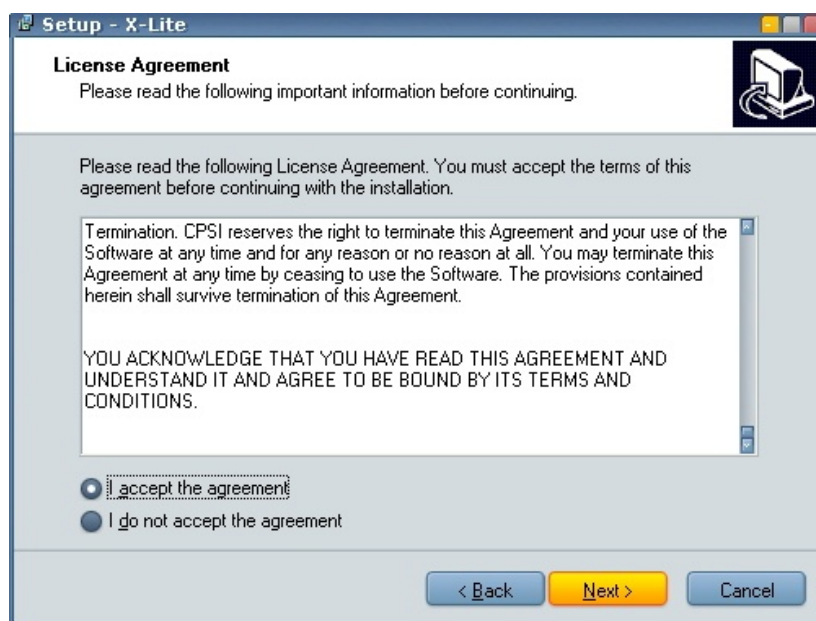 Setup - X-Lite
License Agreement
Please read the following important information before continuing.
Please read the following License Agreement. You must accept the terms of this
agreement before continuing with the installation.
Termination. CPSI reserves the right to terminate this Agreement and your use of the
Software at any time and for any reason or no reason at all. You may terminate this
Agreement at any time by ceasing to use the Software. The provisions contained
herein shall survive termination of this Agreement.
YOU ACKNOWLEDGE THAT YOU HAVE READ THIS AGREEMENT AND
UNDERSTAND IT AND AGREE TO BE BOUND BY ITS TERMS AND
CONDITIONS.
I accept the agreement
I do not accept the agreement
< Back Next > Cancel